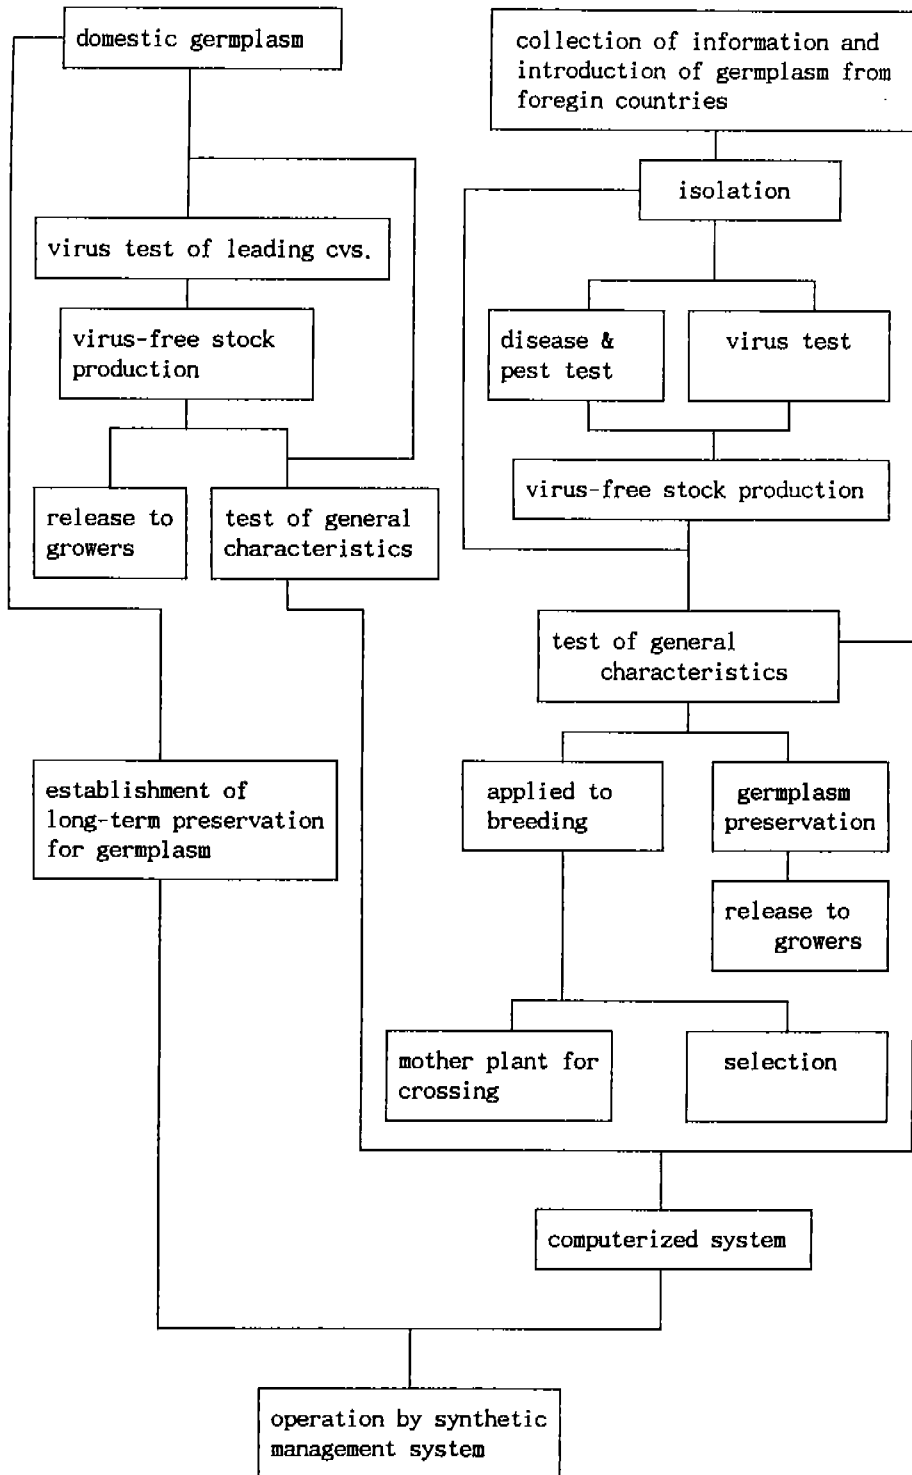 domestic germplasm
collection of information and
introduction of germplasm from
foregin countries
isolation
virus test of leading cvs.
virus-free stock
production
disease &
pest test
virus test
release to
growers
test of general
characteristics
virus-free stock production
test of general
characteristics
establishment of
long-term preservation
for germplasm
applied to
breeding
germplasm
preservation
release to
growers
mother plant for
crossing
selection
computerized system
operation by synthetic
management system